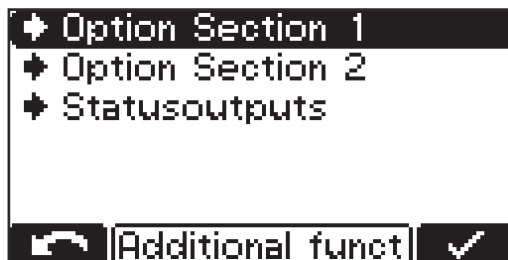 Option Section 1
Option Section 2
Statusoutputs
Additional funct